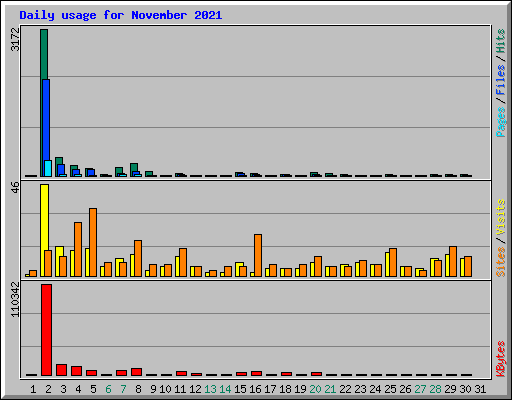 Daily usage for November 2021
3172
Pages / Files / Hits
46
Sites / Visits
110342
KBytes
1 2 3 4 5 6 7 8 9 10 11 12 13 14 15 16 17 18 19 20 21 22 23 24 25 26 27 28 29 30 31